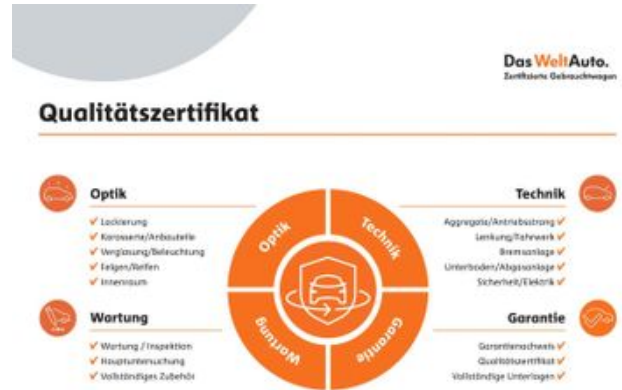 Das WeltAuto.
Zertifizierte Gebrauchtwagen
Qualitätszertifikat
Optik
Lackierung
Karosserie/Anbauteile
Verglasung/Beleuchtung
Felgen/Reifen
Innenraum
Technik
Aggregate/Antriebsstrang
Lenkung/Fahrwerk
Bremsanlage
Unterboden/Abgasanlage
Sicherheit/Elektrik
Optik
Technik
Wartung
Garantie
Wartung
Wartung / Inspektion
Hauptuntersuchung
Vollständiges Zubehör
Garantie
Garantienachweis
Qualitätszertifikat
Vollständige Unterlagen